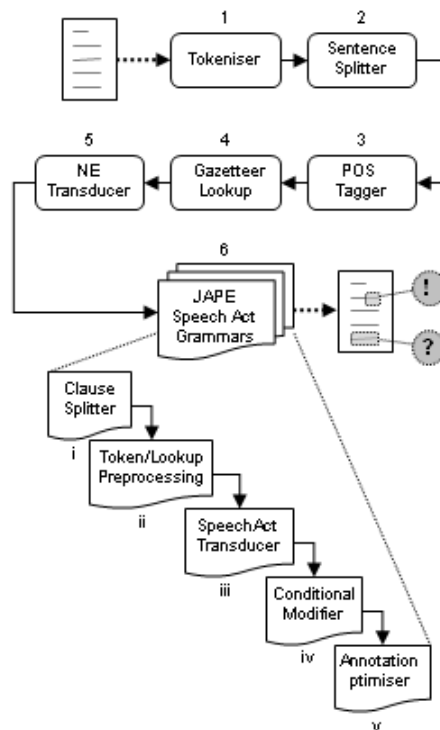 1
Tokeniser
2
Sentence
Splitter
5
NE
Transducer
4
Gazetteer
Lookup
3
POS
Tagger
6
JAPE
Speech Act
Grammars
!
?
Clause
Splitter
i
Token/Lookup
Preprocessing
ii
SpeechAct
Transducer
iii
Conditional
Modifier
iv
Annotation
ptimiser
v